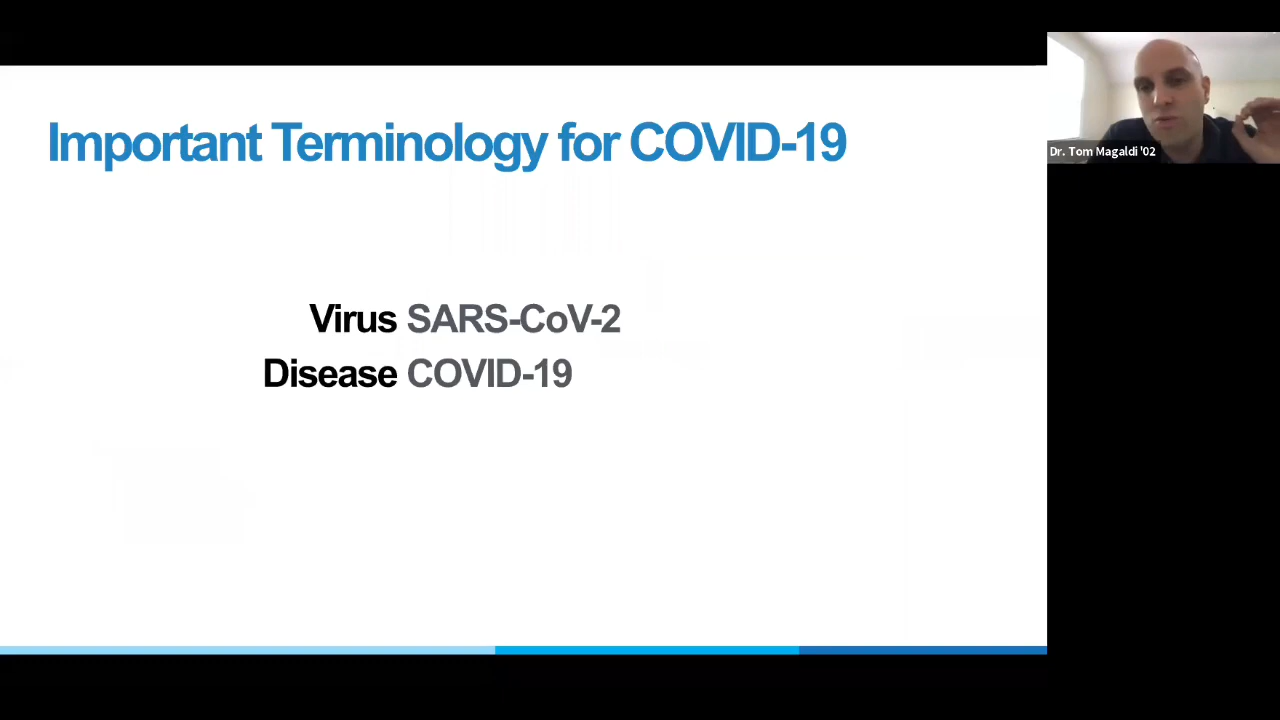 Important Terminology for COVID-19
Virus SARS-CoV-2
Disease COVID-19
Dr. Tom Magaldi '02